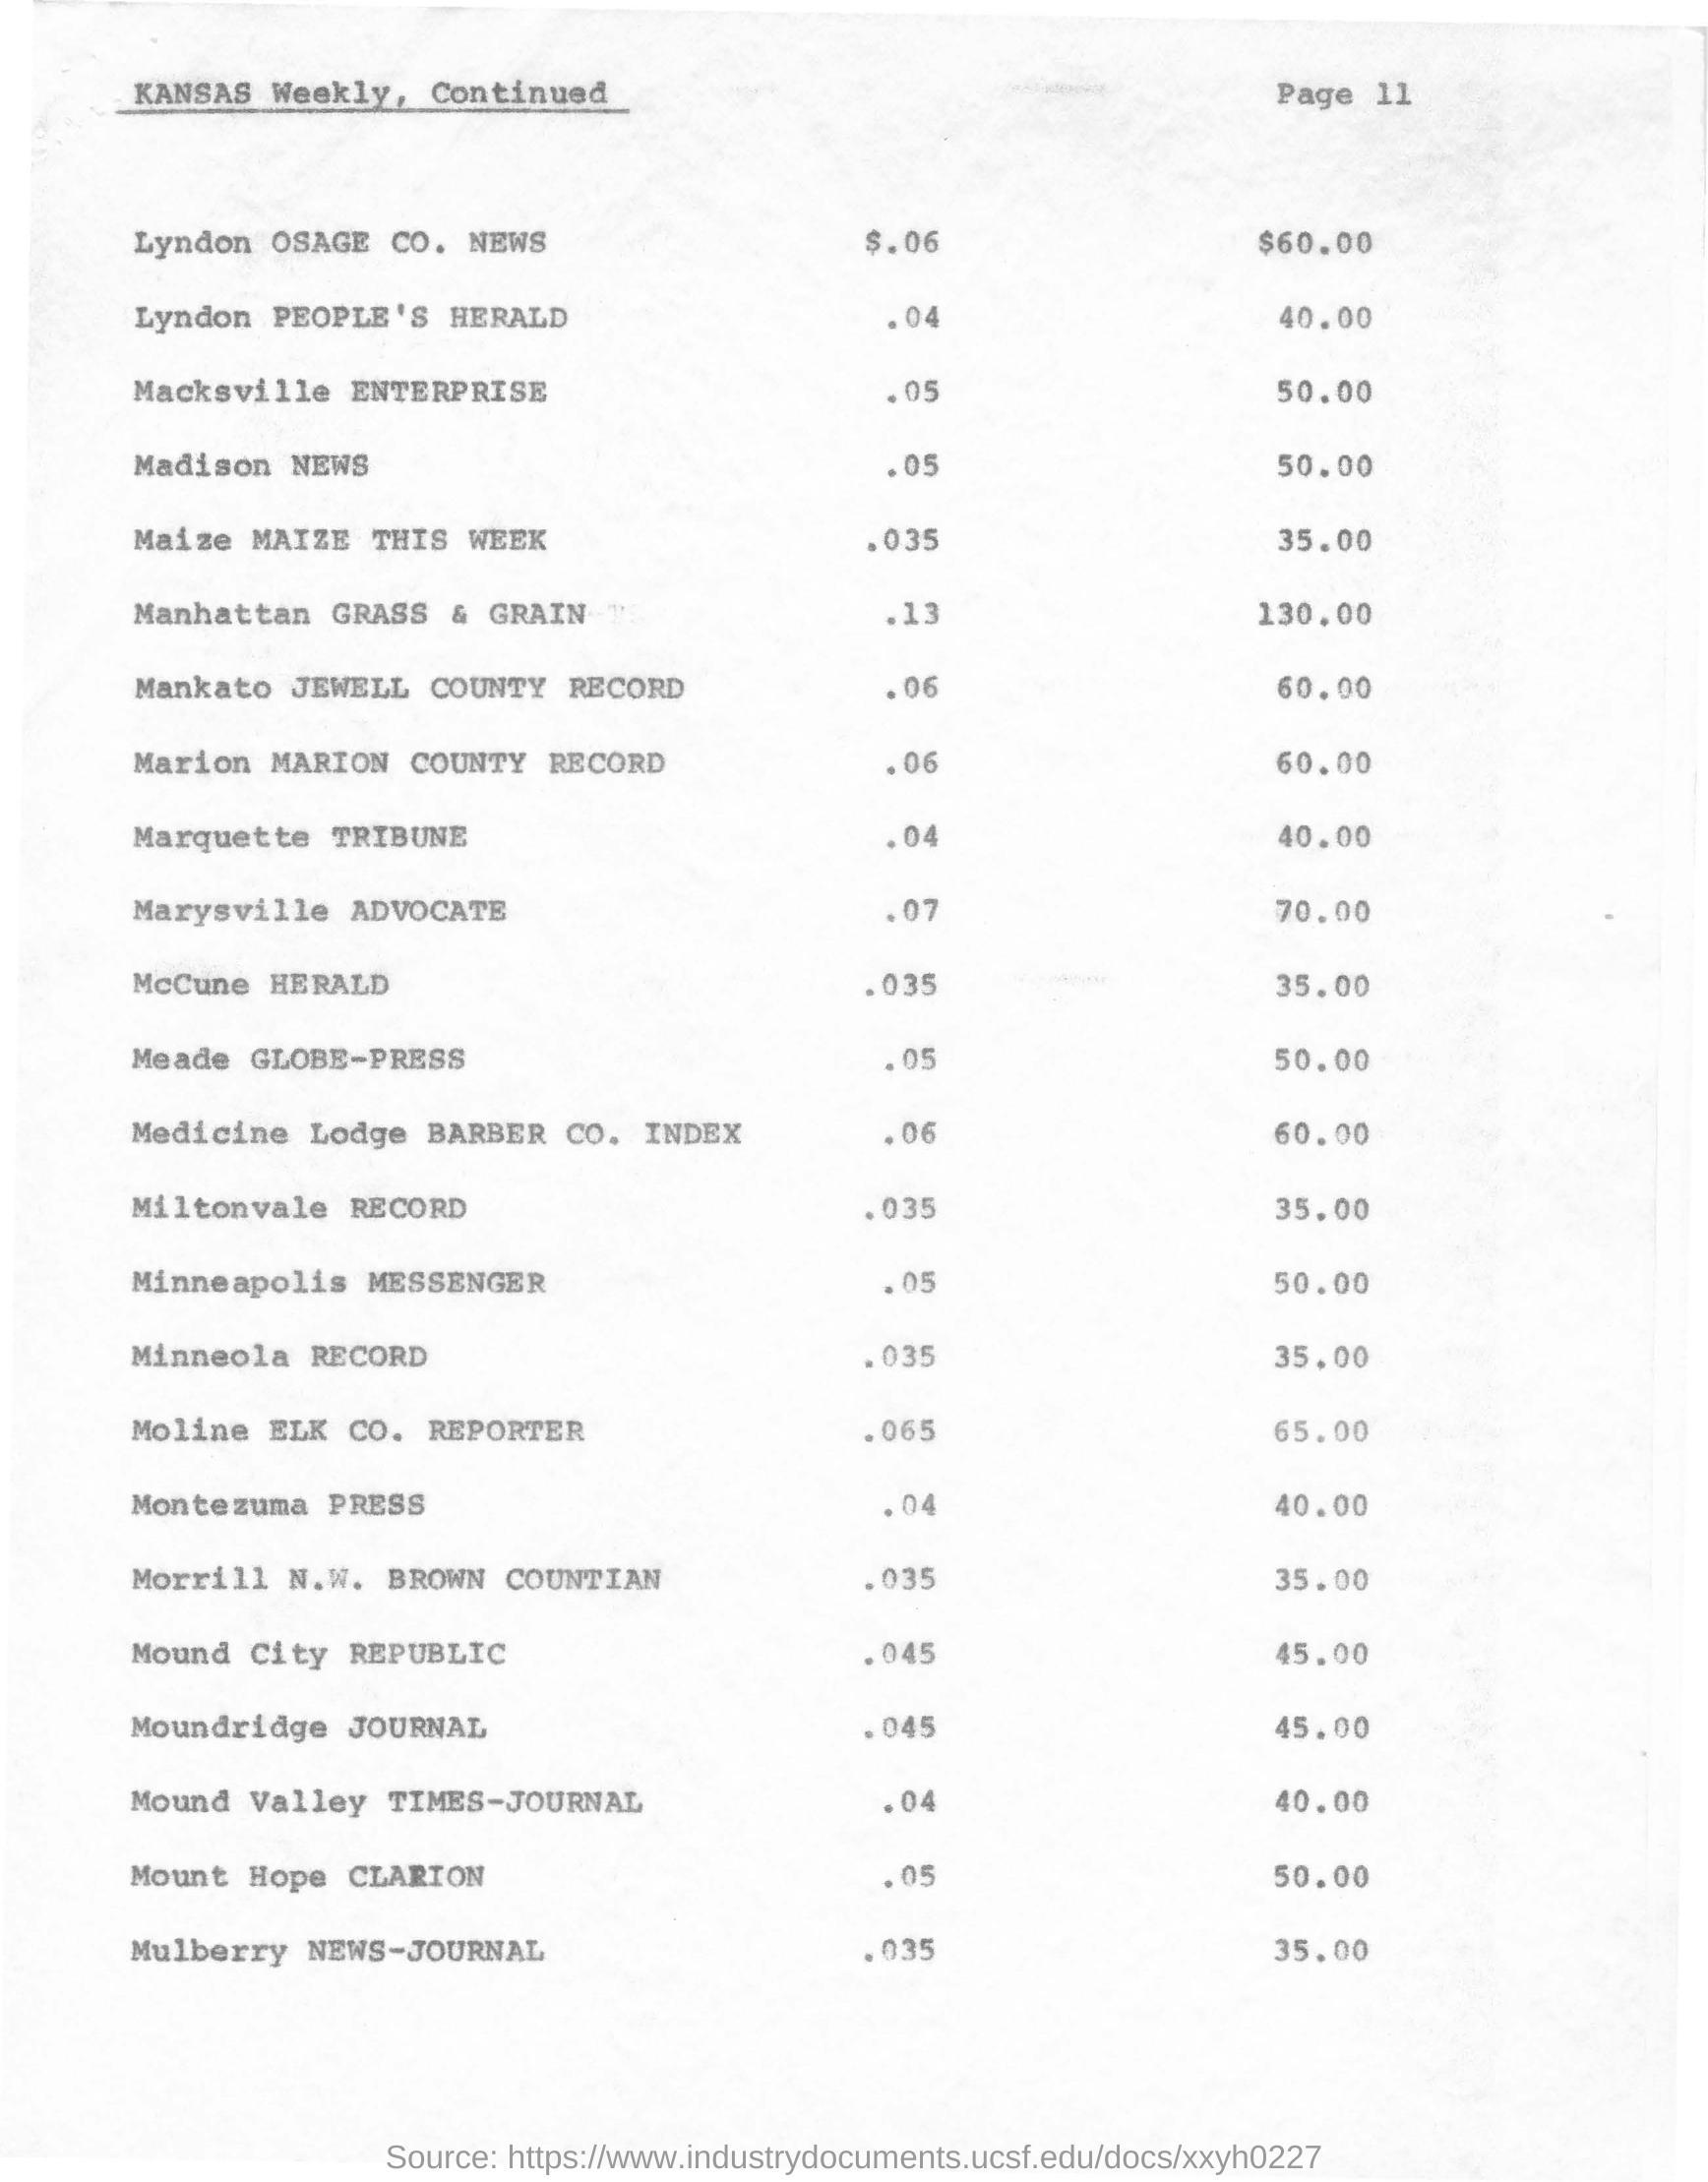 KANSAS Weekly, Continued Page 11
Lyndon OSAGE CO. NEWS $.06 $60.00
Lyndon PEOPLE'S HERALD .04 40.00
Macksville ENTERPRISE .05 50.00
Madison NEWS .05 50.00
Maize MAIZE THIS WEEK .035 35.00
Manhattan GRASS & GRAIN .13 130.00
Mankato JEWELL COUNTY RECORD .06 60.00
Marion MARION COUNTY RECORD .06 60.00
Marquette TRIBUNE .04 40.00
Marysville ADVOCATE .07 70.00
McCune HERALD .035 35.00
Meade GLOBE-PRESS .05 50.00
Medicine Lodge BARBER CO. INDEX .06 60.00
Miltonvale RECORD .035 35.00
Minneapolis MESSENGER .05 50.00
Minneola RECORD .035 35.00
Moline ELK CO. REPORTER .065 65.00
Montezuma PRESS .04 40.00
Morrill N.W. BROWN COUNTIAN .035 35.00
Mound City REPUBLIC .045 45.00
Moundridge JOURNAL .045 45.00
Mound Valley TIMES-JOURNAL .04 40.00
Mount Hope CLARION .05 50.00
Mulberry NEWS-JOURNAL .035 35.00
Source: https://www.industrydocuments.ucsf.edu/docs/xxyh0227